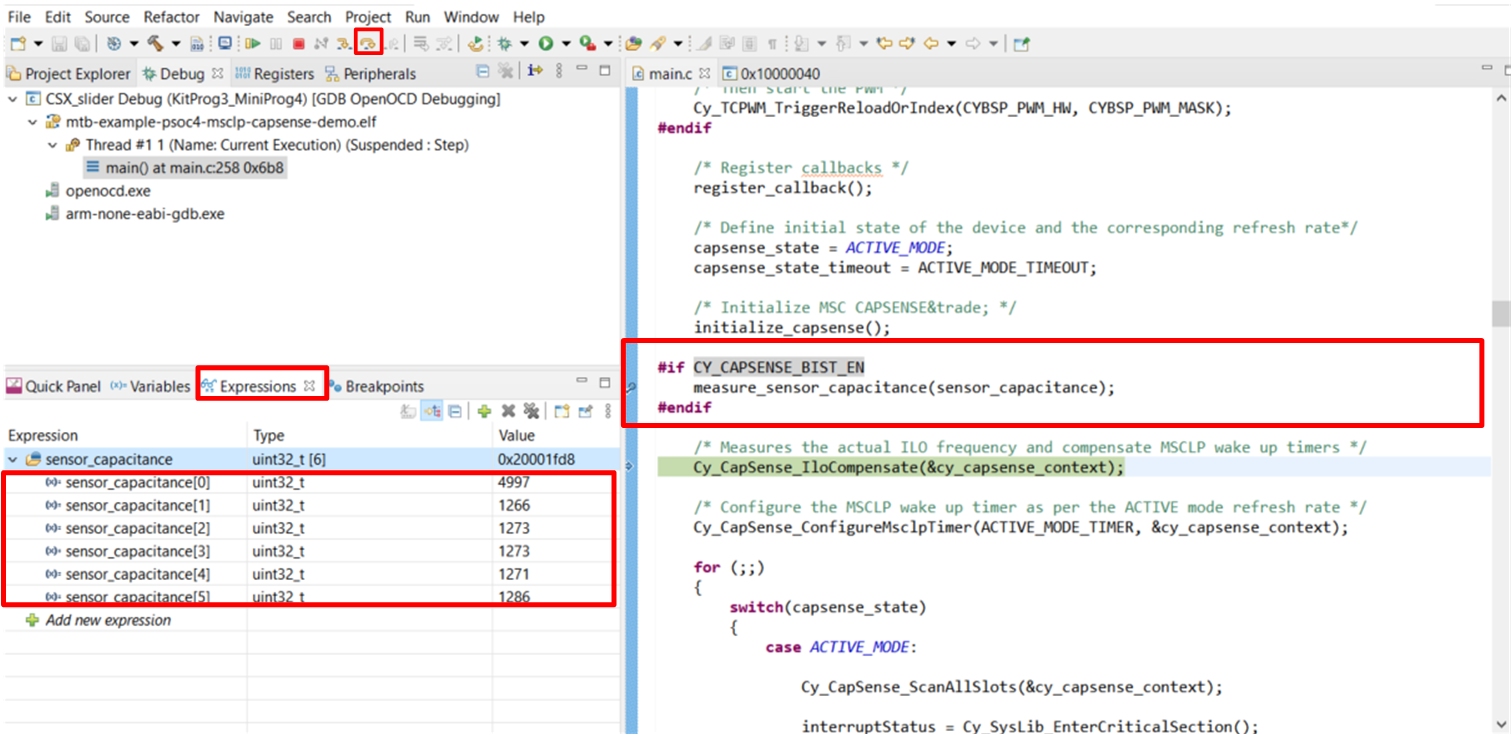 File Edit Source Refactor Navigate Search Project Run Window Help
Project Explorer Debug Registers Peripherals
CSX_slider Debug (KitProg3_MiniProg4) [GDB OpenOCD Debugging]
mtb-example-psoc4-msclp-capsense-demo.elf
Thread #1 1 (Name: Current Execution) (Suspended : Step)
main() at main.c:258 0x6b8
openocd.exe
arm-none-eabi-gdb.exe
Quick Panel (x)= Variables Expressions Breakpoints
Expression Type Value
sensor_capacitance uint32_t [6] 0x20001fd8
(x)= sensor_capacitance[0] uint32_t 4997
(x)= sensor_capacitance[1] uint32_t 1266
(x)= sensor_capacitance[2] uint32_t 1273
(x)= sensor_capacitance[3] uint32_t 1273
(x)= sensor_capacitance[4] uint32_t 1271
(x)= sensor_capacitance[5] uint32_t 1286
Add new expression
main.c 0x10000040
/* Then start the PWM */
Cy_TCPWM_TriggerReloadOrIndex(CYBSP_PWM_HW, CYBSP_PWM_MASK);
#endif
/* Register callbacks */
register_callback();
/* Define initial state of the device and the corresponding refresh rate*/
capsense_state = ACTIVE_MODE;
capsense_state_timeout = ACTIVE_MODE_TIMEOUT;
/* Initialize MSC CAPSENSE&trade; */
initialize_capsense();
#if CY_CAPSENSE_BIST_EN
measure_sensor_capacitance(sensor_capacitance);
#endif
/* Measures the actual ILO frequency and compensate MSCLP wake up timers */
Cy_CapSense_IloCompensate(&cy_capsense_context);
/* Configure the MSCLP wake up timer as per the ACTIVE mode refresh rate */
Cy_CapSense_ConfigureMsclpTimer(ACTIVE_MODE_TIMER, &cy_capsense_context);
for (;;)
{
switch(capsense_state)
{
case ACTIVE_MODE:
Cy_CapSense_ScanAllSlots(&cy_capsense_context);
interruptStatus = Cy_SysLib_EnterCriticalSection();